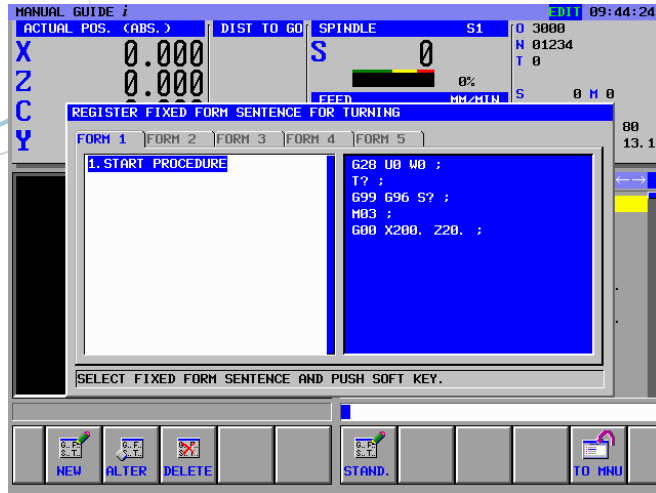 MANUAL GUIDE i EDIT 09:44:24
ACTUAL POS. (ABS.) DIST TO GO SPINDLE S1 O 3000
X 0.000 S 0 N 01234
T 0
Z 0.000 0% S 0 M 0
FEED MM/MIN
C
REGISTER FIXED FORM SENTENCE FOR TURNING
Y 80
13.1
FORM 1 FORM 2 FORM 3 FORM 4 FORM 5
1.START PROCEDURE
G28 U0 W0 ;
T? ;
G99 G96 S? ;
M03 ;
G00 X200. Z20. ;
←→
SELECT FIXED FORM SENTENCE AND PUSH SOFT KEY.
NEW ALTER DELETE STAND. TO MNU